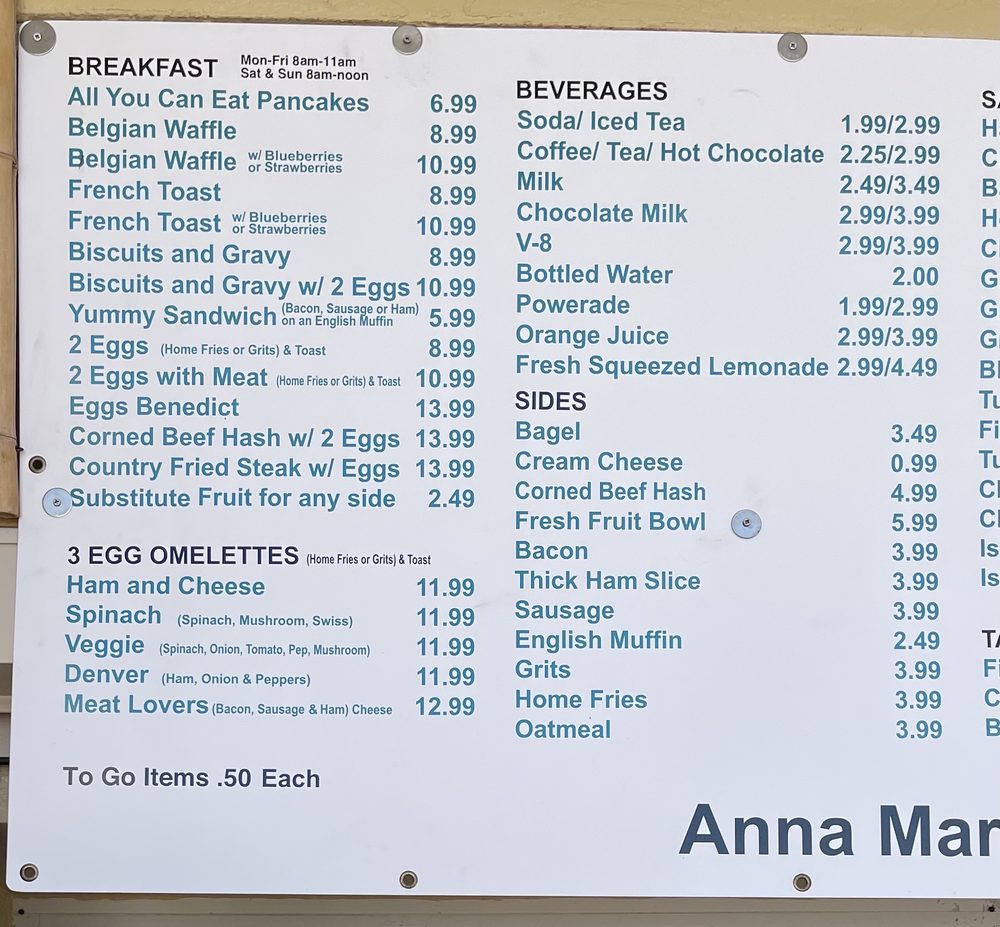 BREAKFAST Mon-Fri 8am-11am
Sat & Sun 8am-noon
All You Can Eat Pancakes 6.99
Belgian Waffle 8.99
Belgian Waffle w/ Blueberries or Strawberries 10.99
French Toast 8.99
French Toast w/ Blueberries or Strawberries 10.99
Biscuits and Gravy 8.99
Biscuits and Gravy w/ 2 Eggs 10.99
Yummy Sandwich (Bacon, Sausage or Ham) on an English Muffin 5.99
2 Eggs (Home Fries or Grits) & Toast 8.99
2 Eggs with Meat (Home Fries or Grits) & Toast 10.99
Eggs Benedict 13.99
Corned Beef Hash w/ 2 Eggs 13.99
Country Fried Steak w/ Eggs 13.99
Substitute Fruit for any side 2.49
3 EGG OMELETTES (Home Fries or Grits) & Toast
Ham and Cheese 11.99
Spinach (Spinach, Mushroom, Swiss) 11.99
Veggie (Spinach, Onion, Tomato, Pep, Mushroom) 11.99
Denver (Ham, Onion & Peppers) 11.99
Meat Lovers (Bacon, Sausage & Ham) Cheese 12.99
To Go Items .50 Each
BEVERAGES
Soda/ Iced Tea 1.99/2.99
Coffee/ Tea/ Hot Chocolate 2.25/2.99
Milk 2.49/3.49
Chocolate Milk 2.99/3.99
V-8 2.99/3.99
Bottled Water 2.00
Powerade 1.99/2.99
Orange Juice 2.99/3.99
Fresh Squeezed Lemonade 2.99/4.49
SIDES
Bagel 3.49
Cream Cheese 0.99
Corned Beef Hash 4.99
Fresh Fruit Bowl 5.99
Bacon 3.99
Thick Ham Slice 3.99
Sausage 3.99
English Muffin 2.49
Grits 3.99
Home Fries 3.99
Oatmeal 3.99
Anna Mar